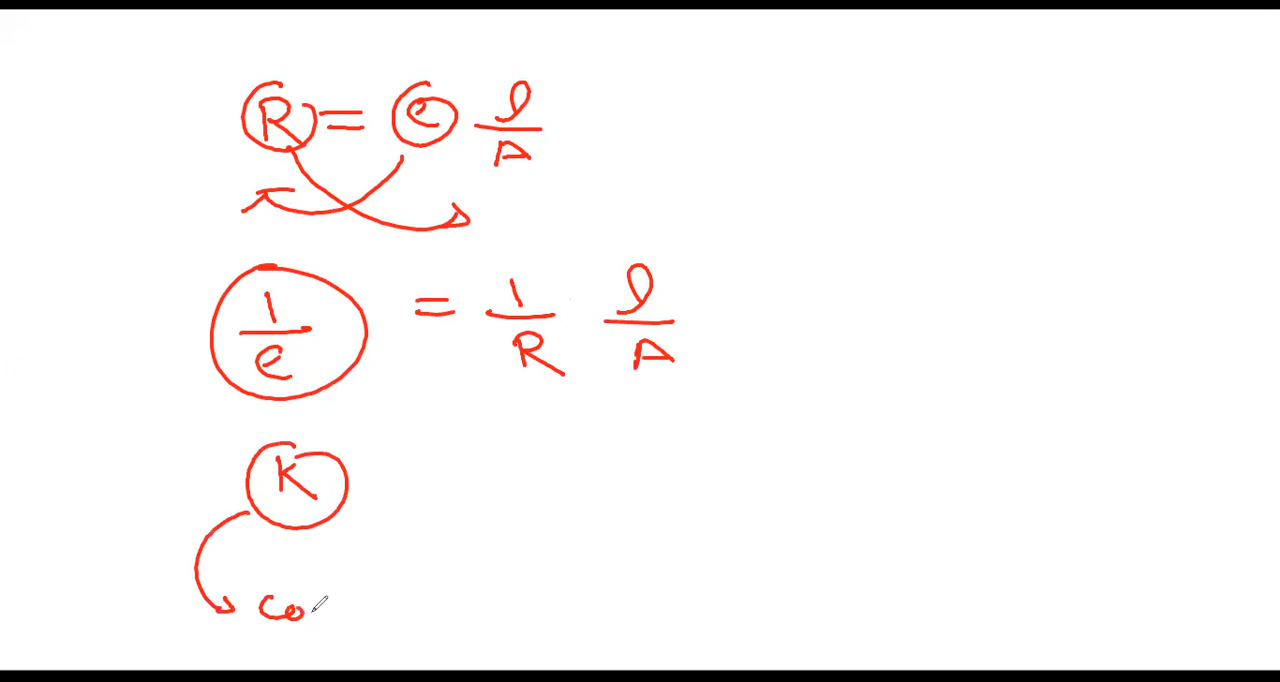 R = ρ l/A
1/ρ = 1/R l/A
K
Co